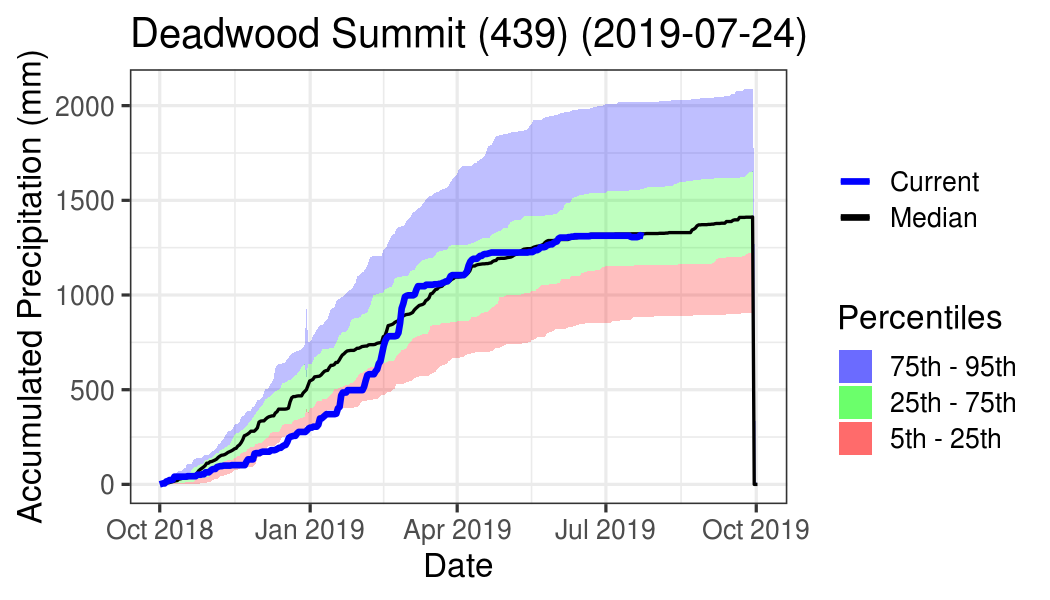 Deadwood Summit (439) (2019-07-24)
Accumulated Precipitation (mm)
2000
1500
1000
500
0
Oct 2018
Jan 2019
Apr 2019
Jul 2019
Oct 2019
Date
Current
Median
Percentiles
75th - 95th
25th - 75th
5th - 25th